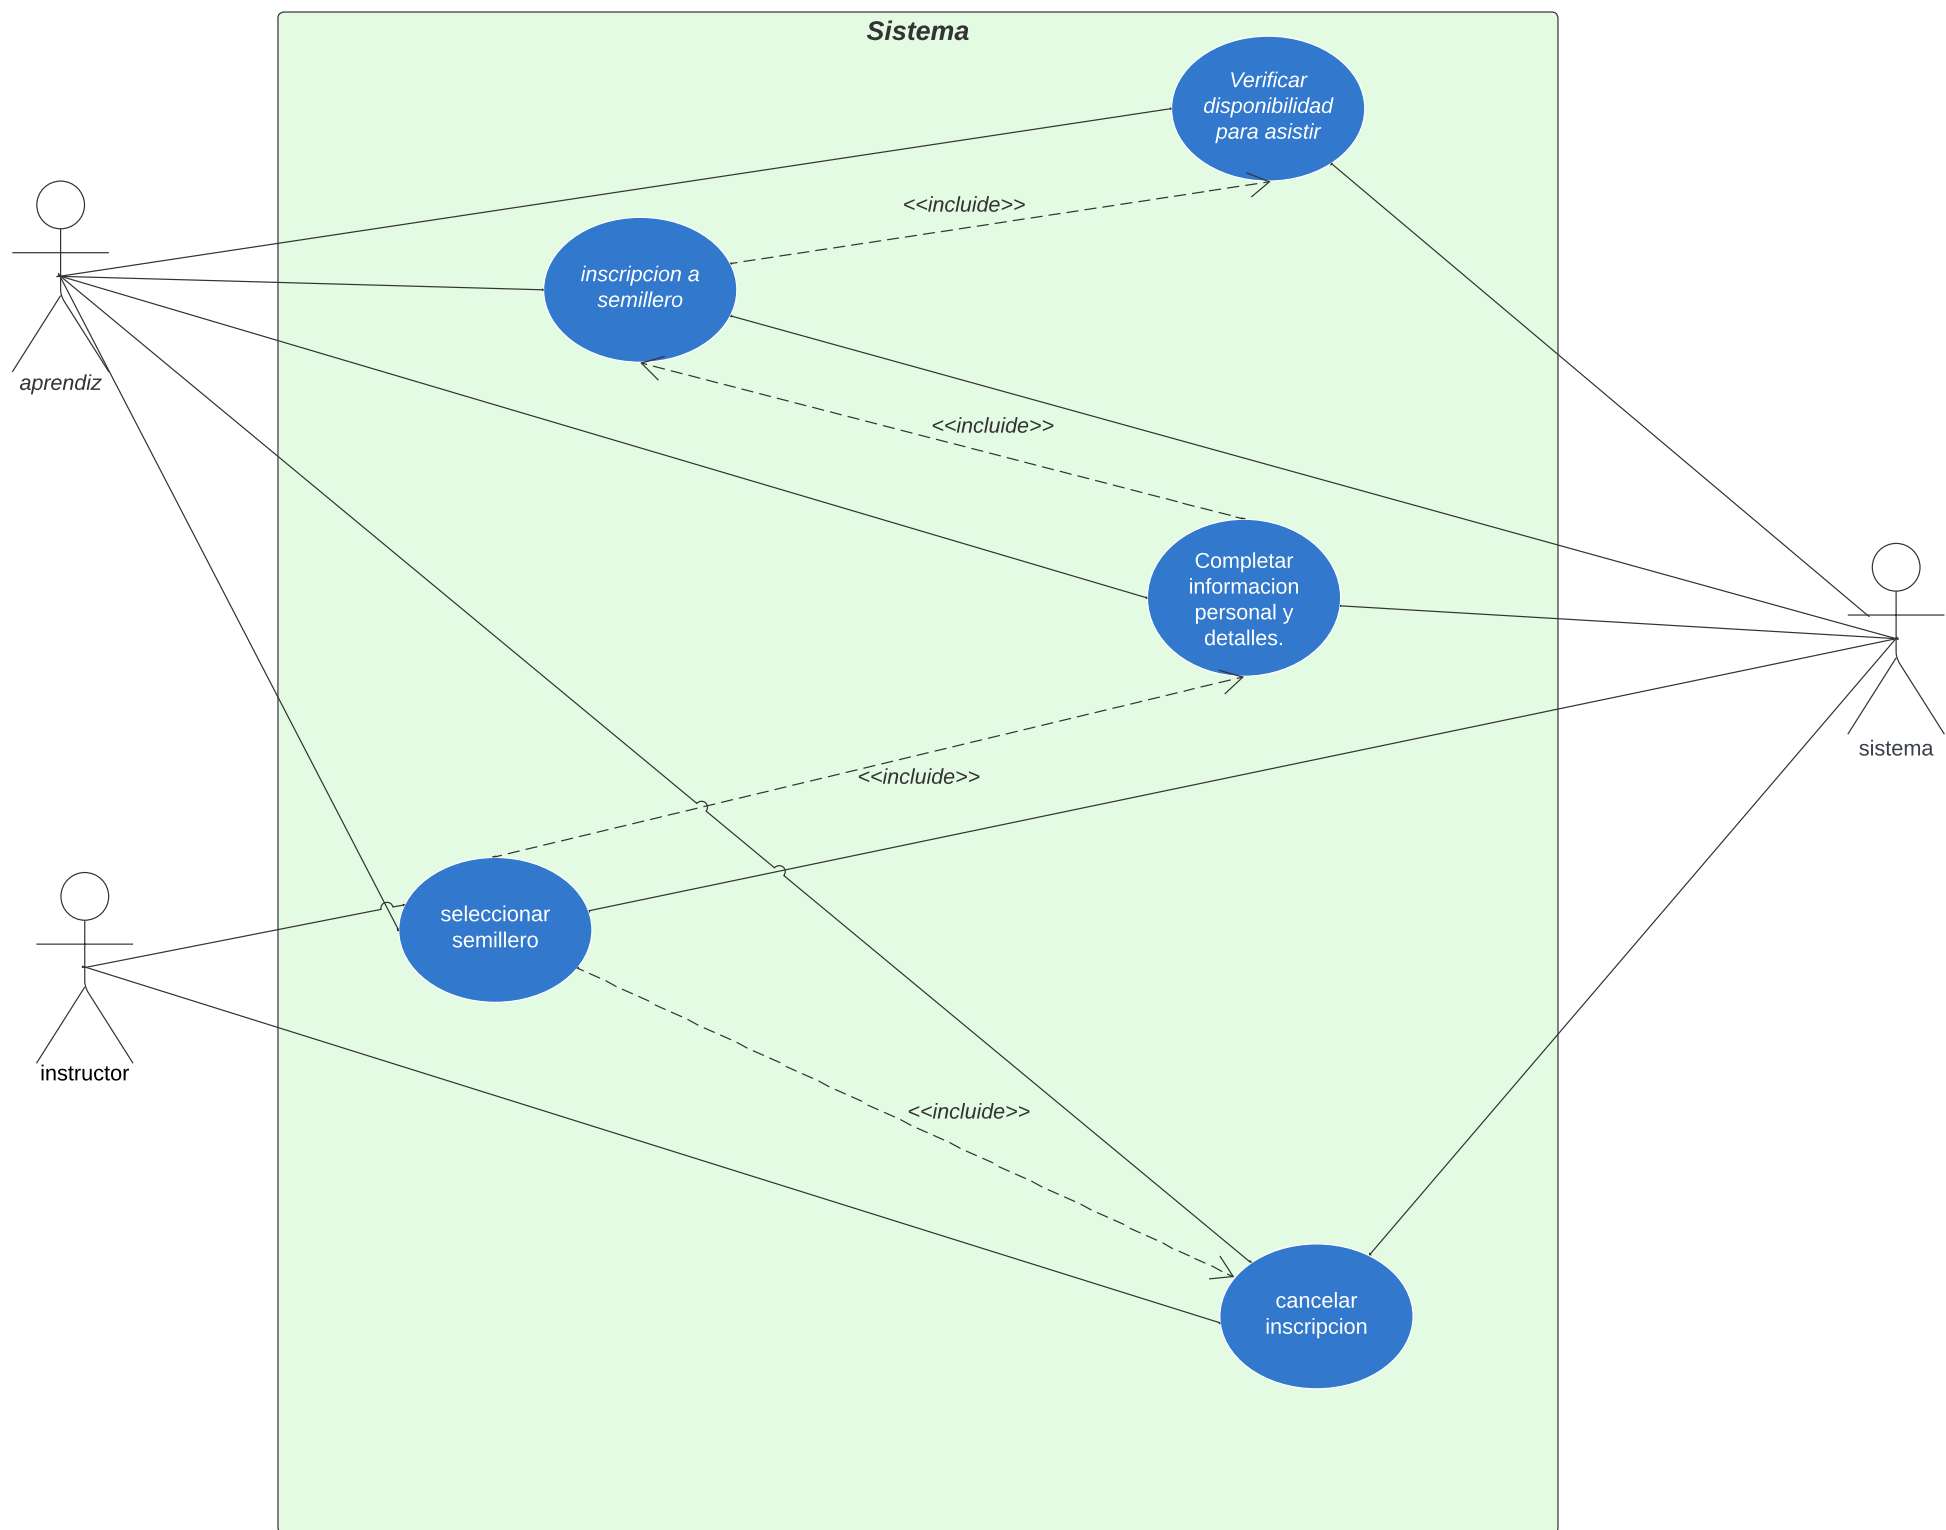 Sistema
Verificar
disponibilidad
para asistir
<<incluide>>
inscripcion a
semillero
aprendiz
<<incluide>>
Completar
informacion
personal y
detalles.
sistema
<<incluide>>
seleccionar
semillero
instructor
<<incluide>>
cancelar
inscripcion